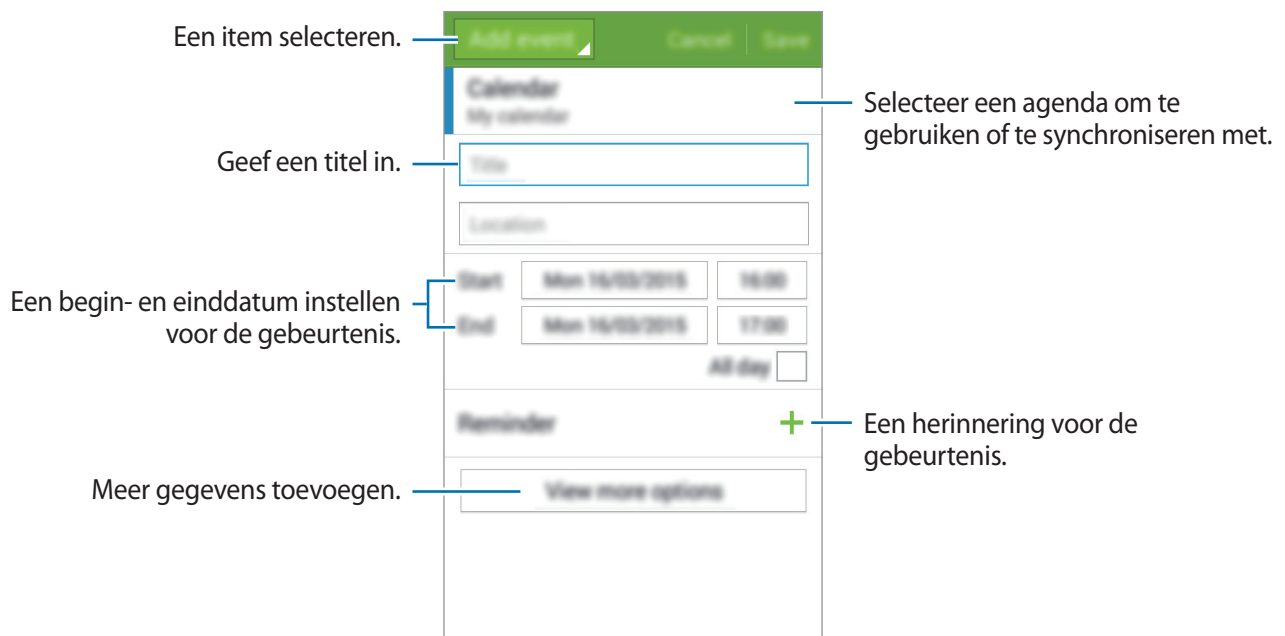 Een item selecteren.
Add event
Cancel
Save
Calendar
My calendar
Selecteer een agenda om te
gebruiken of te synchroniseren met.
Geef een titel in.
Title
Location
Een begin- en einddatum instellen
voor de gebeurtenis.
Start
Mon 16/03/2015
16:00
End
Mon 16/03/2015
17:00
All day
Reminder
Een herinnering voor de
gebeurtenis.
Meer gegevens toevoegen.
View more options